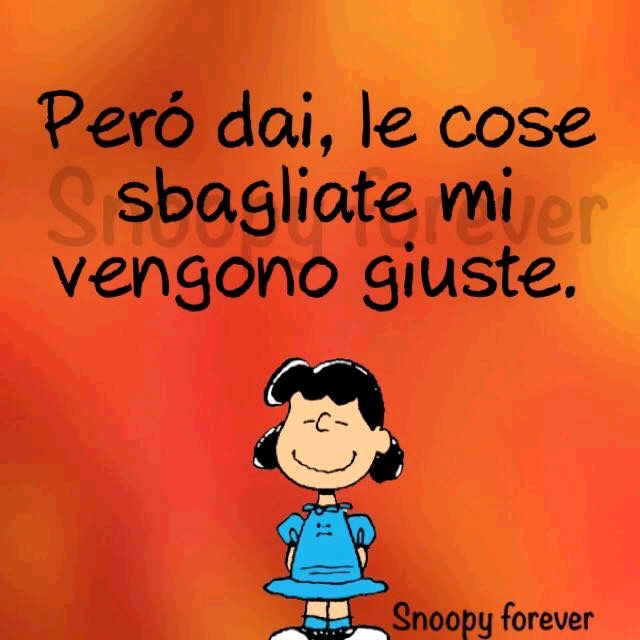 Peró dai, le cose
sbagliate mi
Snoopy forever
vengono giuste.
Snoopy forever